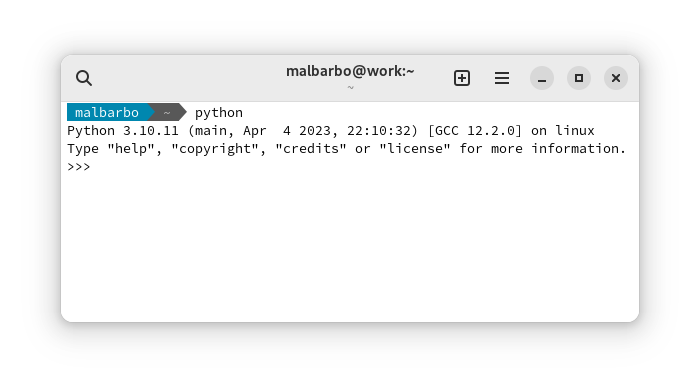 malbarbo@work:~
~
malbarbo ~ python
Python 3.10.11 (main, Apr  4 2023, 22:10:32) [GCC 12.2.0] on linux
Type "help", "copyright", "credits" or "license" for more information.
>>>